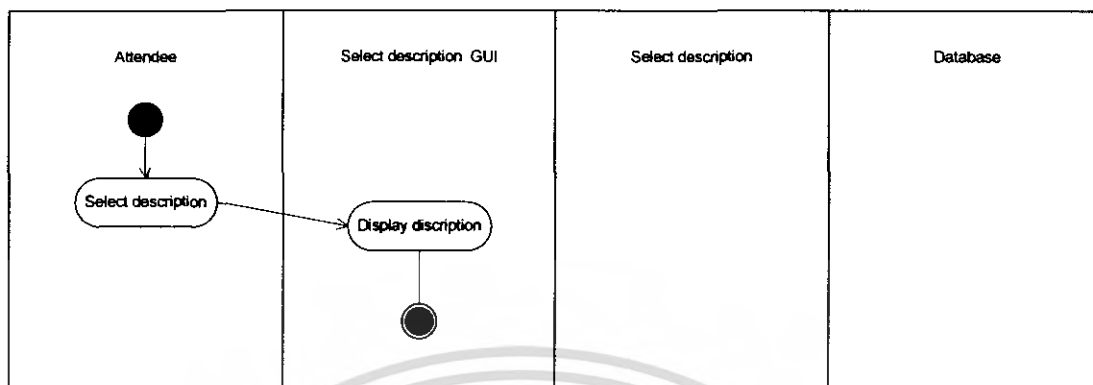 Attendee
Select description GUI
Select description
Database
Select description
Display discription